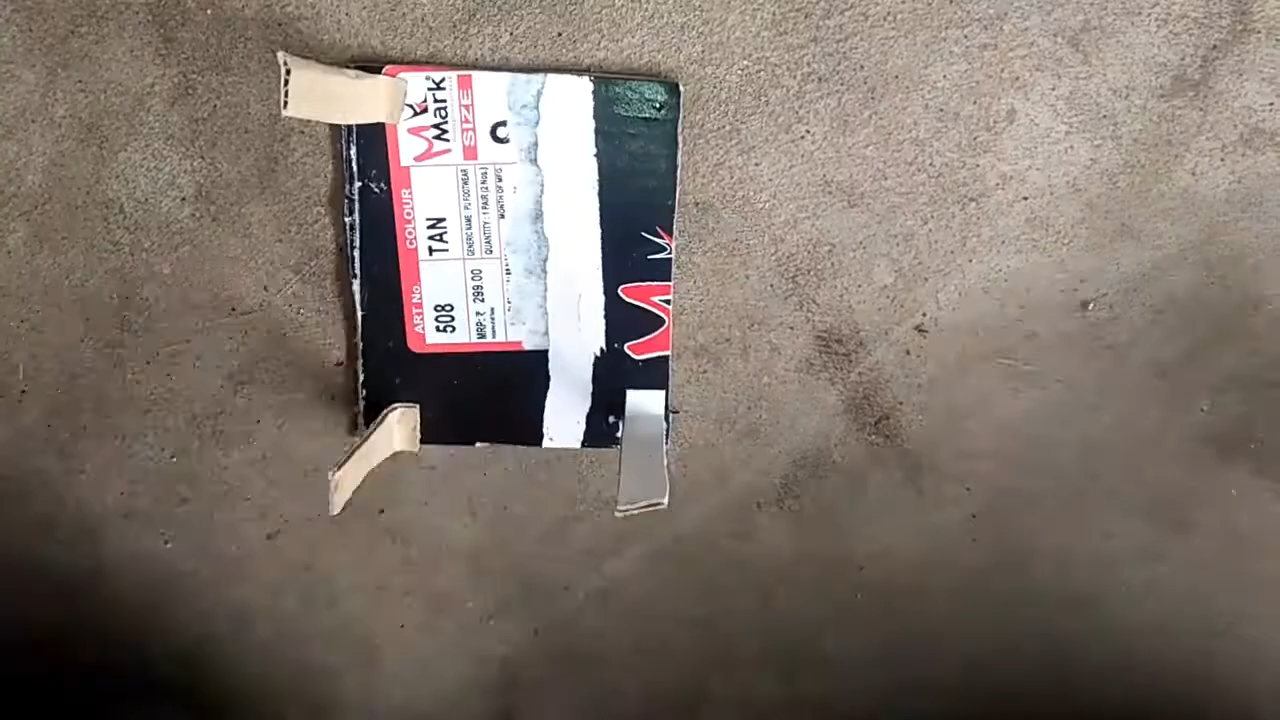 M Mark
ART No. COLOUR SIZE
508 TAN
MRP: ₹ 299.00
GENERIC NAME : PU FOOTWEAR
QUANTITY : 1 PAIR (2 Nos.)
MONTH OF MFG
M